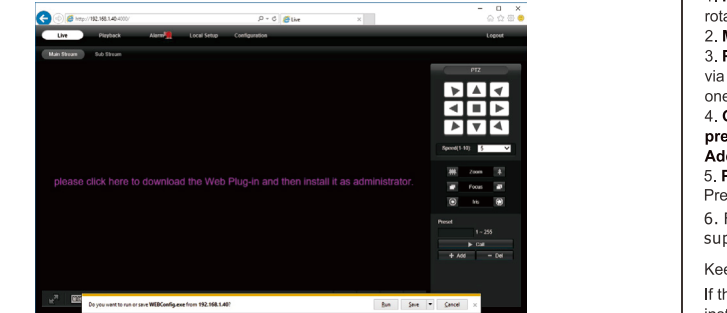 http://192.168.1.40:4000/
Live
Live
Playback
Alarm
Local Setup
Configuration
Logout
Main Stream
Sub Stream
PTZ
Speed(1-10): 5
Zoom
Focus
Iris
Preset
1 ~ 255
Call
Add
Del
please click here to download the Web Plug-in and then install it as administrator.
Do you want to run or save WEBConfig.exe from 192.168.1.40?
Run
Save
Cancel
rota
2. M
3.
via
one
4.
pre
Add
5.
Pre
6.
sup
Kee
If th